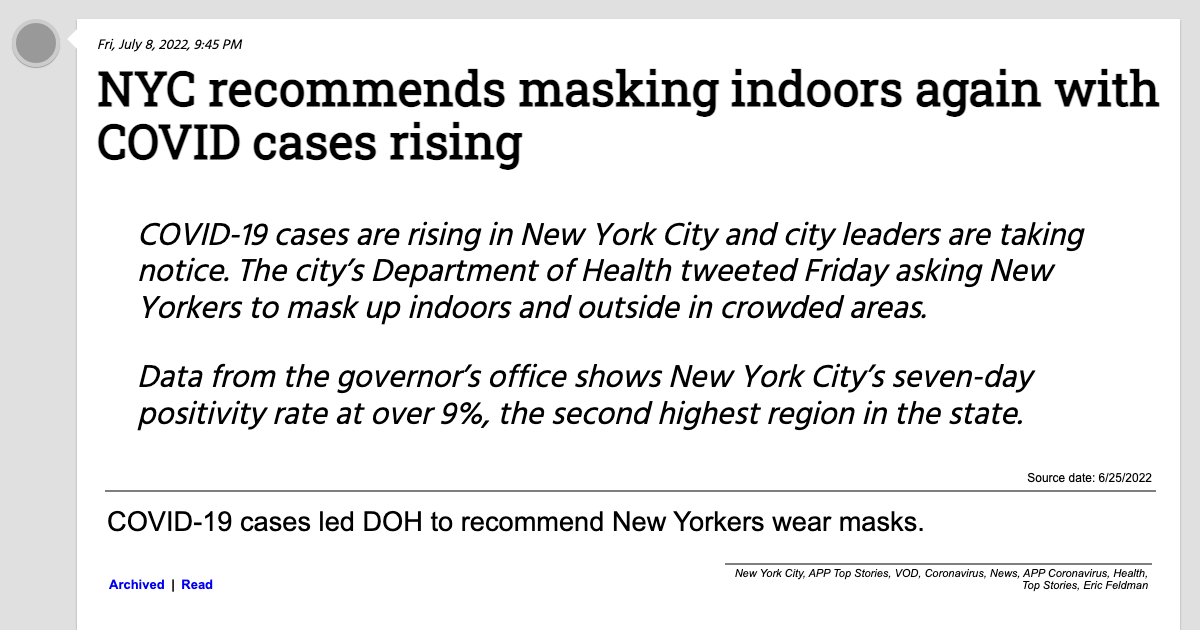 Fri, July 8, 2022, 9:45 PM
NYC recommends masking indoors again with
COVID cases rising
COVID-19 cases are rising in New York City and city leaders are taking
notice. The city’s Department of Health tweeted Friday asking New
Yorkers to mask up indoors and outside in crowded areas.
Data from the governor’s office shows New York City’s seven-day
positivity rate at over 9%, the second highest region in the state.
Source date: 6/25/2022
COVID-19 cases led DOH to recommend New Yorkers wear masks.
New York City, APP Top Stories, VOD, Coronavirus, News, APP Coronavirus, Health,
Top Stories, Eric Feldman
Archived | Read